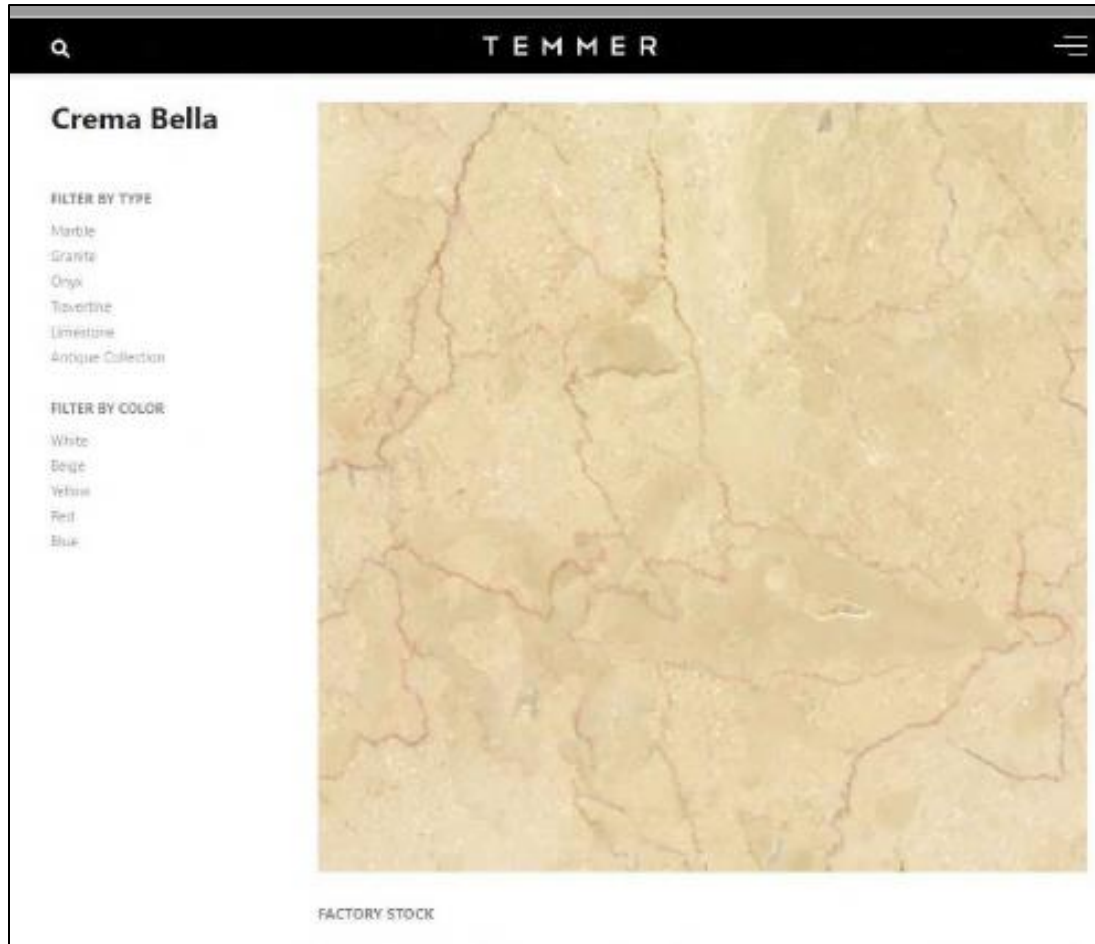 TEMMER
Crema Bella
FILTER BY TYPE
Marble
Granite
Onyx
Travertine
Limestone
Antique Collection
FILTER BY COLOR
White
Beige
Yellow
Red
Blue
FACTORY STOCK